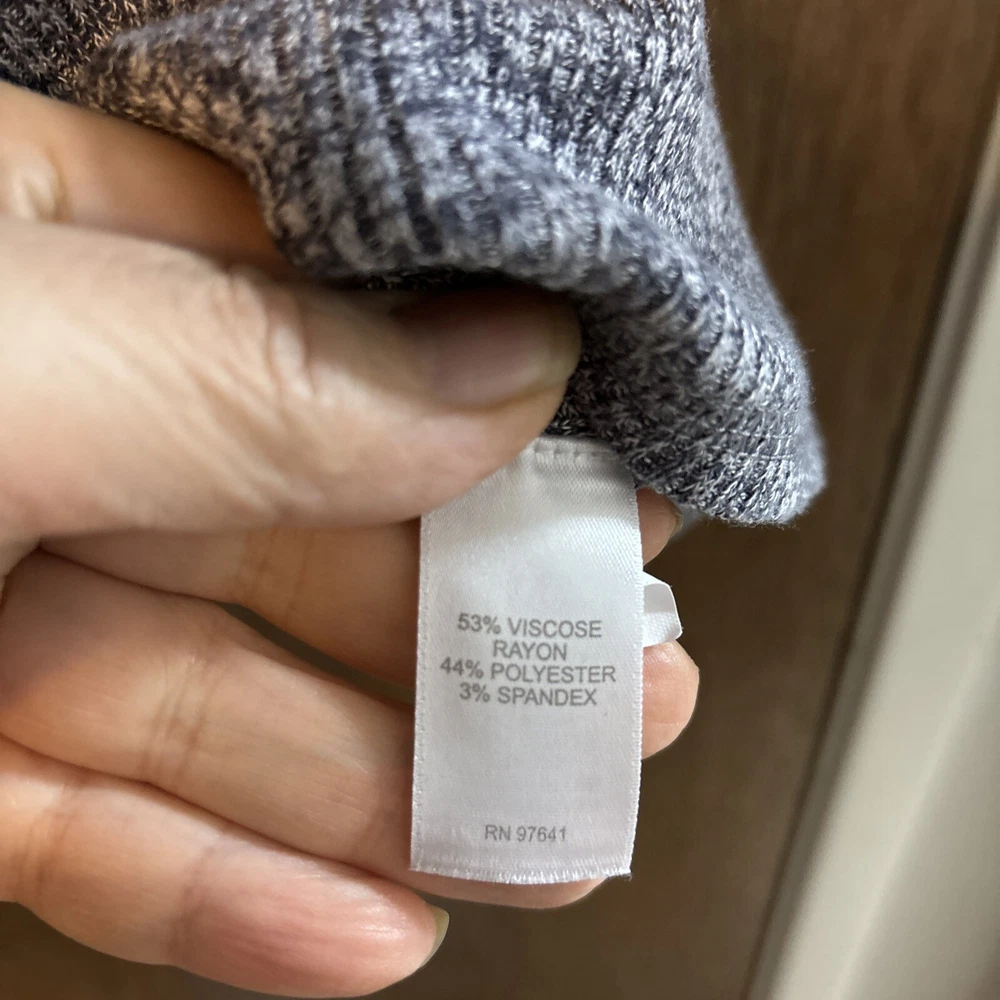 53% VISCOSE
RAYON
44% POLYESTER
3% SPANDEX
RN 97641